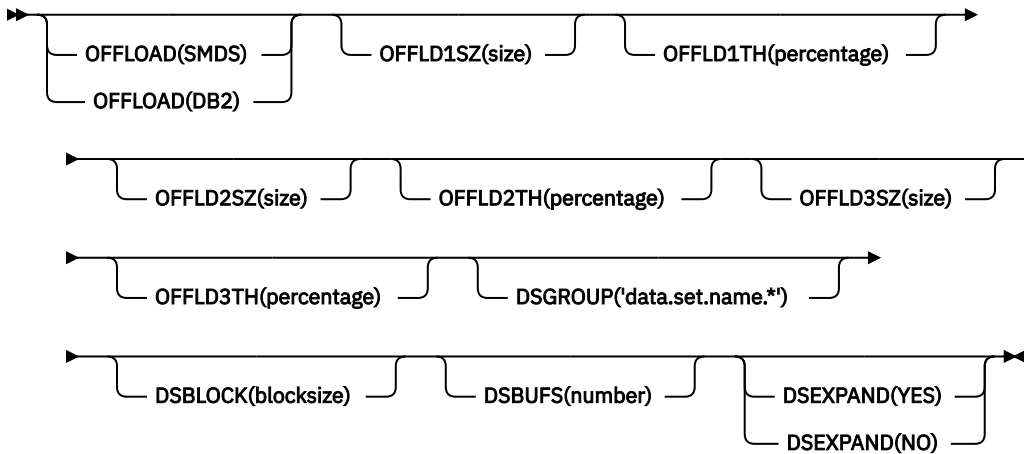 OFFLOAD(SMDS) OFFLD1SZ(size) OFFLD1TH(percentage)
OFFLOAD(DB2)
OFFLD2SZ(size) OFFLD2TH(percentage) OFFLD3SZ(size)
OFFLD3TH(percentage) DSGROUP('data.set.name.*')
DSBLOCK(blocksize) DSBUFS(number) DSEXPAND(YES)
DSEXPAND(NO)